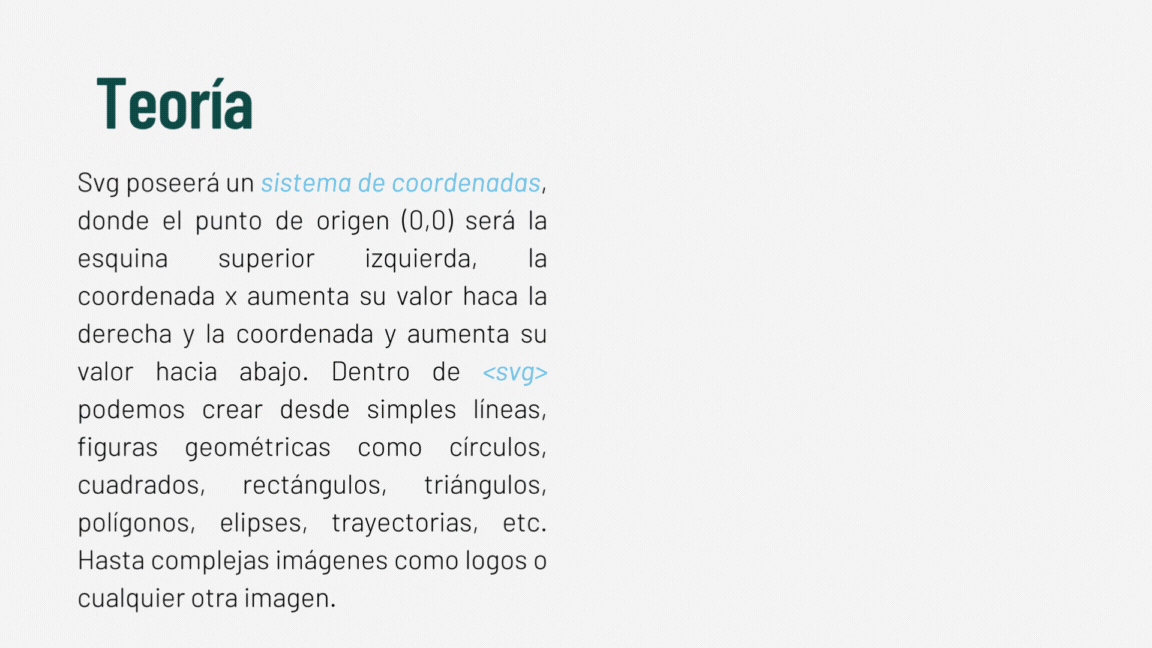 Teoría
Svg poseerá un sistema de coordenadas,
donde el punto de origen (0,0) será la
esquina superior izquierda, la
coordenada x aumenta su valor haca la
derecha y la coordenada y aumenta su
valor hacia abajo. Dentro de <svg>
podemos crear desde simples líneas,
figuras geométricas como círculos,
cuadrados, rectángulos, triángulos,
polígonos, elipses, trayectorias, etc.
Hasta complejas imágenes como logos o
cualquier otra imagen.